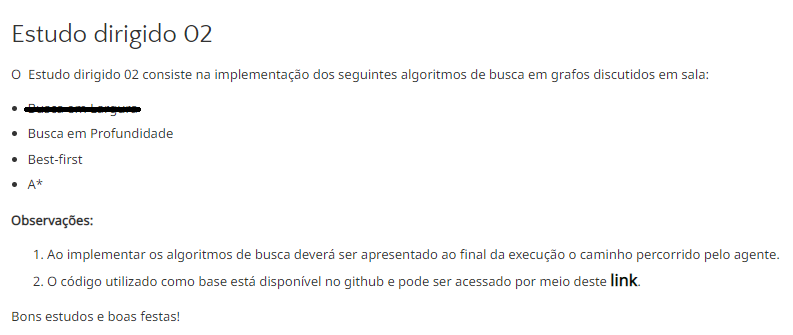 Estudo dirigido 02
O Estudo dirigido 02 consiste na implementação dos seguintes algoritmos de busca em grafos discutidos em sala:
Busca em Profundidade
Best-first
A*
Observações:
1. Ao implementar os algoritmos de busca deverá ser apresentado ao final da execução o caminho percorrido pelo agente.
2. O código utilizado como base está disponível no github e pode ser acessado por meio deste link.
Bons estudos e boas festas!